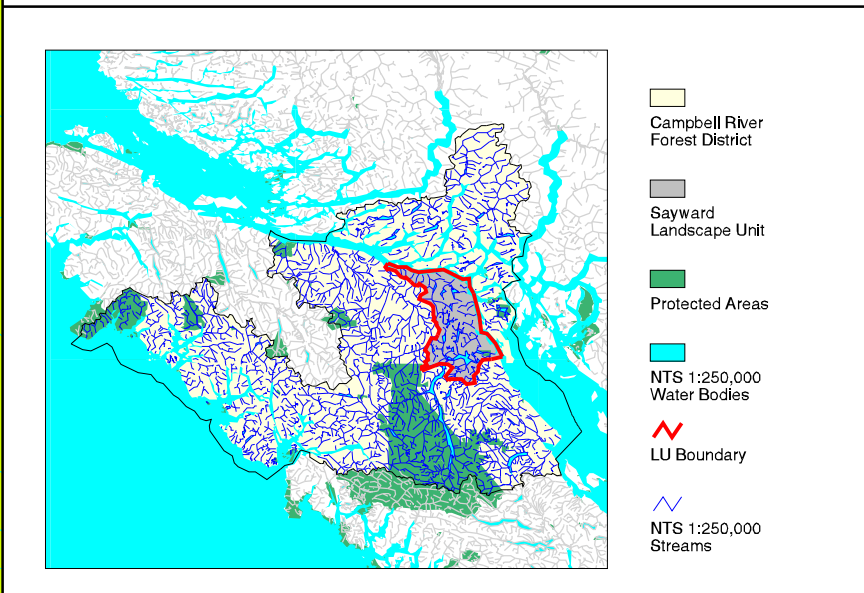 Campbell River
Forest District
Sayward
Landscape Unit
Protected Areas
NTS 1:250,000
Water Bodies
LU Boundary
NTS 1:250,000
Streams